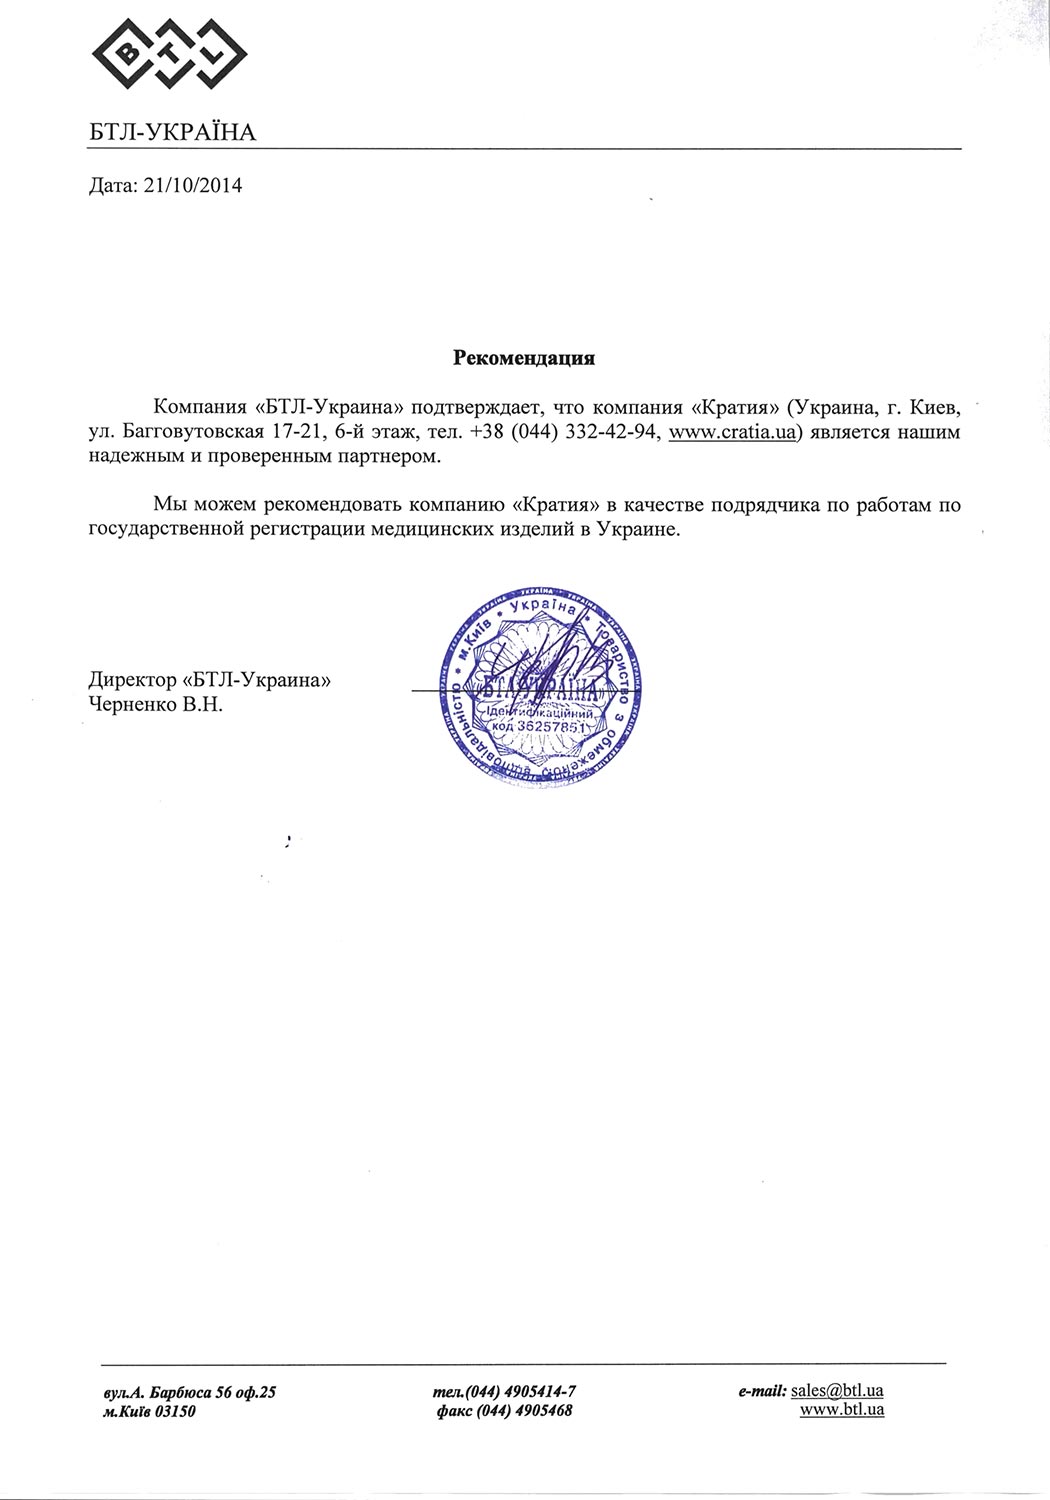 BTL
БТЛ-УКРАЇНА
Дата: 21/10/2014
Рекомендация
Компания «БТЛ-Украина» подтверждает, что компания «Кратия» (Украина, г. Киев,
ул. Багговутовская 17-21, 6-й этаж, тел. +38 (044) 332-42-94, www.cratia.ua) является нашим
надежным и проверенным партнером.
Мы можем рекомендовать компанию «Кратия» в качестве подрядчика по работам по
государственной регистрации медицинских изделий в Украине.
Директор «БТЛ-Украина»
Черненко В.Н.
м.Київ • Україна • Товариство з обмеженою відповідальністю
«БТЛ-УКРАЇНА»
Ідентифікаційний
код 36257851
вул.А. Барбюса 56 оф.25 тел.(044) 4905414-7 e-mail: sales@btl.ua
м.Київ 03150 факс (044) 4905468 www.btl.ua